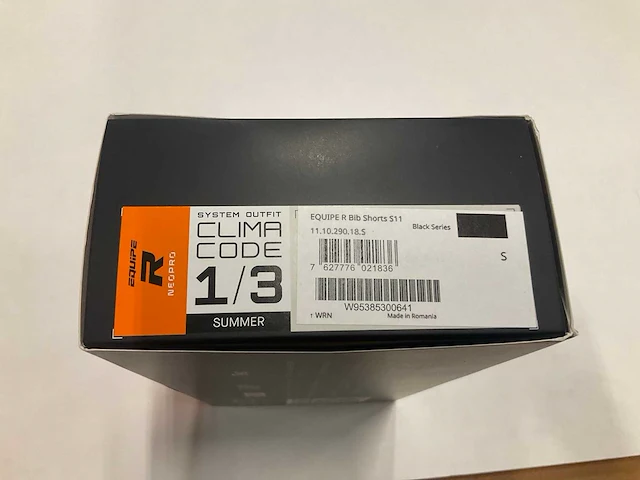 EQUIPE R NEOPRO
SYSTEM OUTFIT
CLIMA
CODE
1/3
SUMMER
EQUIPE R Bib Shorts S11
11.10.290.18.S
Black Series
S
7 627776 021836
W95385300641
1 WRN
Made in Romania